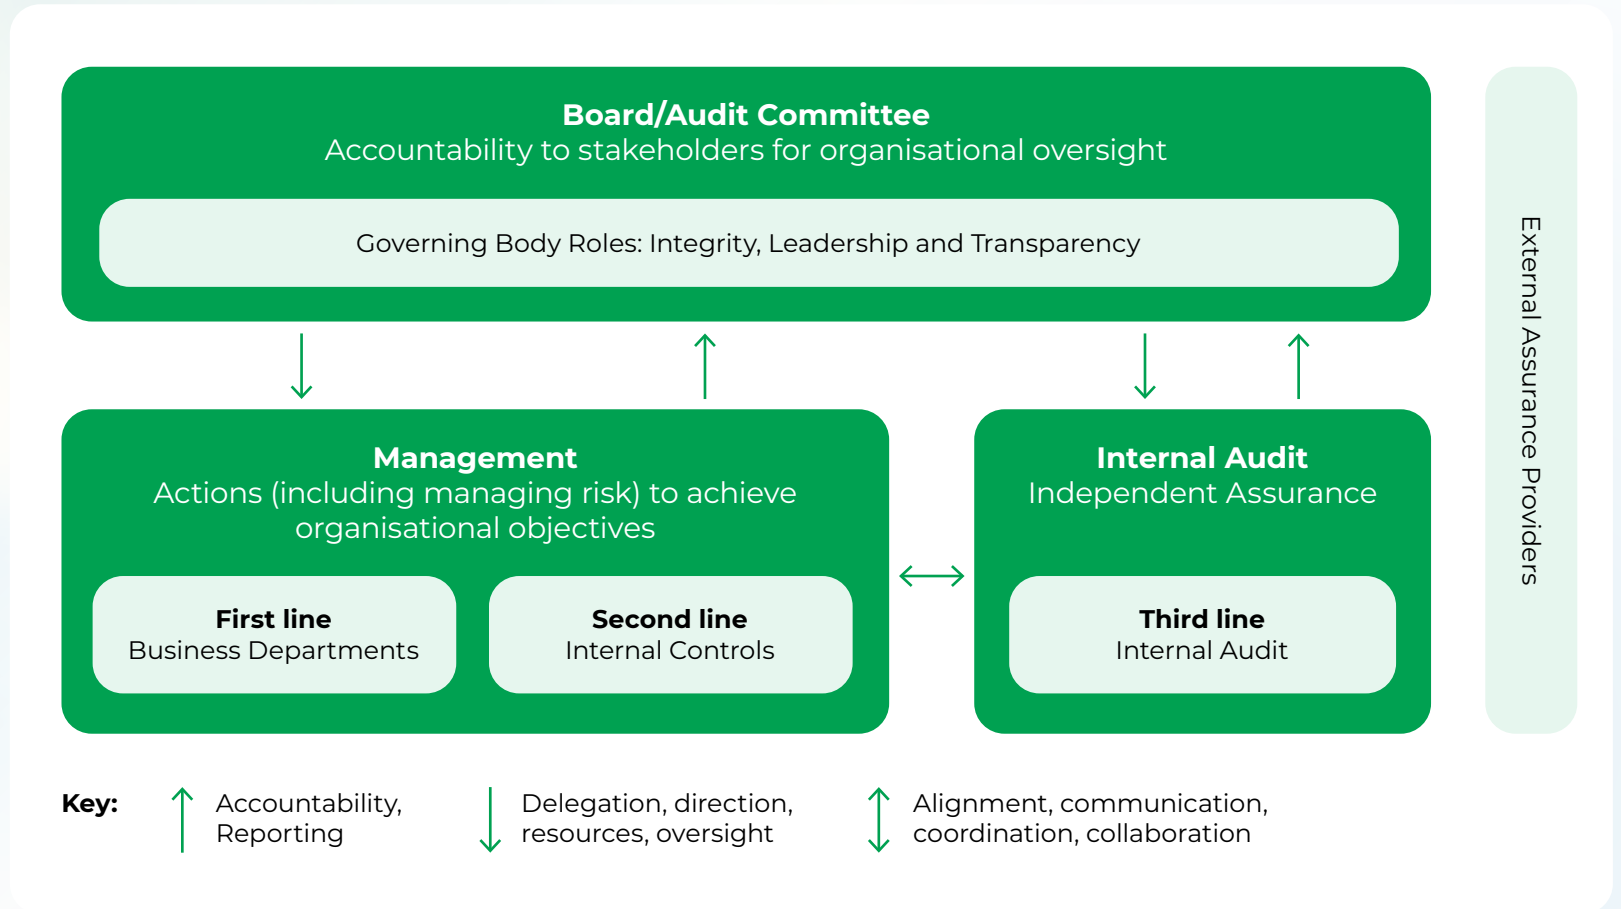 Board/Audit Committee
Accountability to stakeholders for organisational oversight
Governing Body Roles: Integrity, Leadership and Transparency
Management
Actions (including managing risk) to achieve
organisational objectives
First line
Business Departments
Second line
Internal Controls
Internal Audit
Independent Assurance
Third line
Internal Audit
External Assurance Providers
Key:
Accountability,
Reporting
Delegation, direction,
resources, oversight
Alignment, communication,
coordination, collaboration